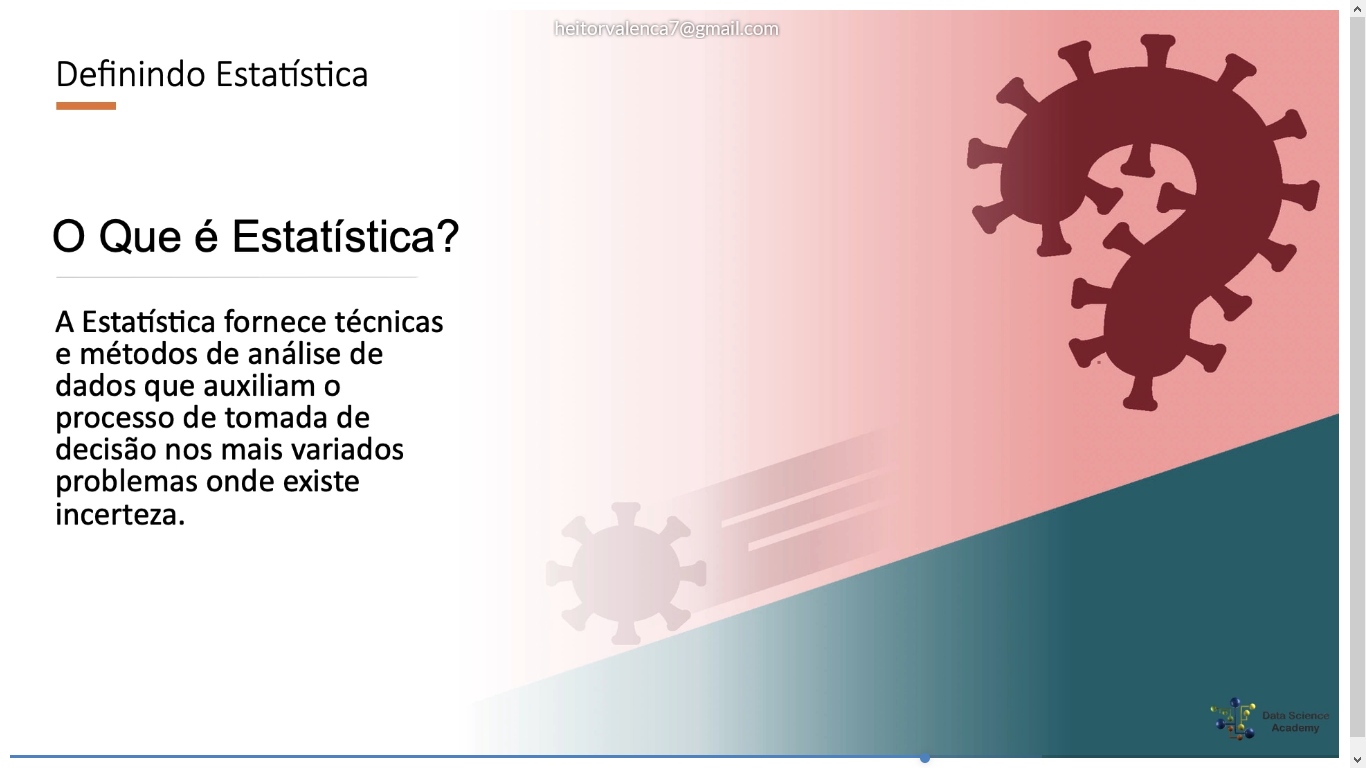 heitorvalenca7@gmail.com
Definindo Estatística
O Que é Estatística?
A Estatística fornece técnicas
e métodos de análise de
dados que auxiliam o
processo de tomada de
decisão nos mais variados
problemas onde existe
incerteza.
Data Science
Academy